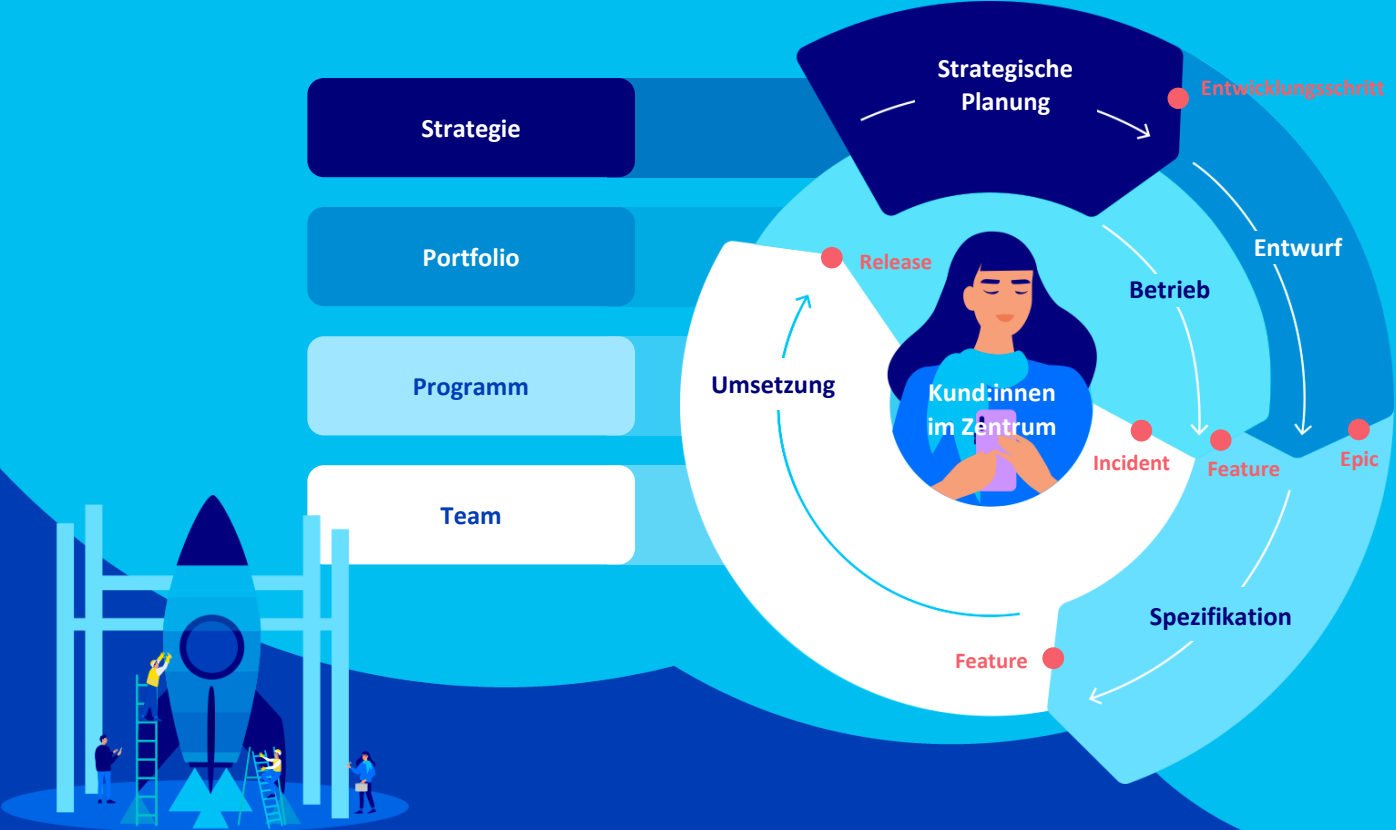 Strategie
Portfolio
Programm
Team
Strategische
Planung
Entwicklungsschritt
Entwurf
Betrieb
Release
Umsetzung
Kund:innen
im Zentrum
Incident
Feature
Epic
Spezifikation
Feature